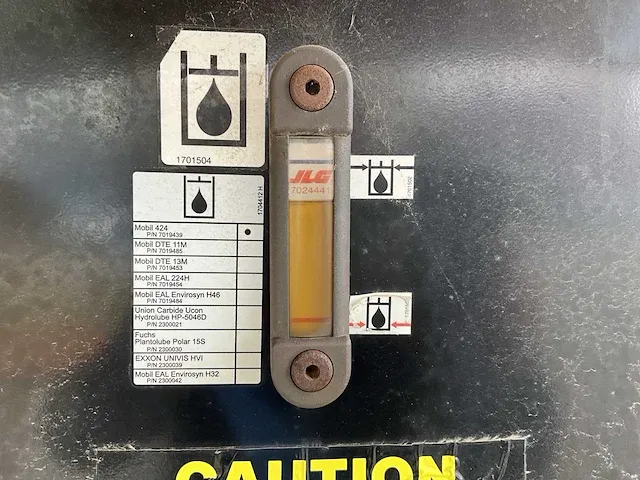 1701504
1704412 H
Mobil 424
P/N 7019439
Mobil DTE 11M
P/N 7019485
Mobil DTE 13M
P/N 7019453
Mobil EAL 224H
P/N 7019454
Mobil EAL Envirosyn H46
P/N 7019484
Union Carbide Ucon
Hydrolube HP-5046D
P/N 2300021
Fuchs
Plantolube Polar 15S
P/N 2300030
EXXON UNIVIS HVI
P/N 2300039
Mobil EAL Envirosyn H32
P/N 2300042
JLG
7024441
1701502
CAUTION